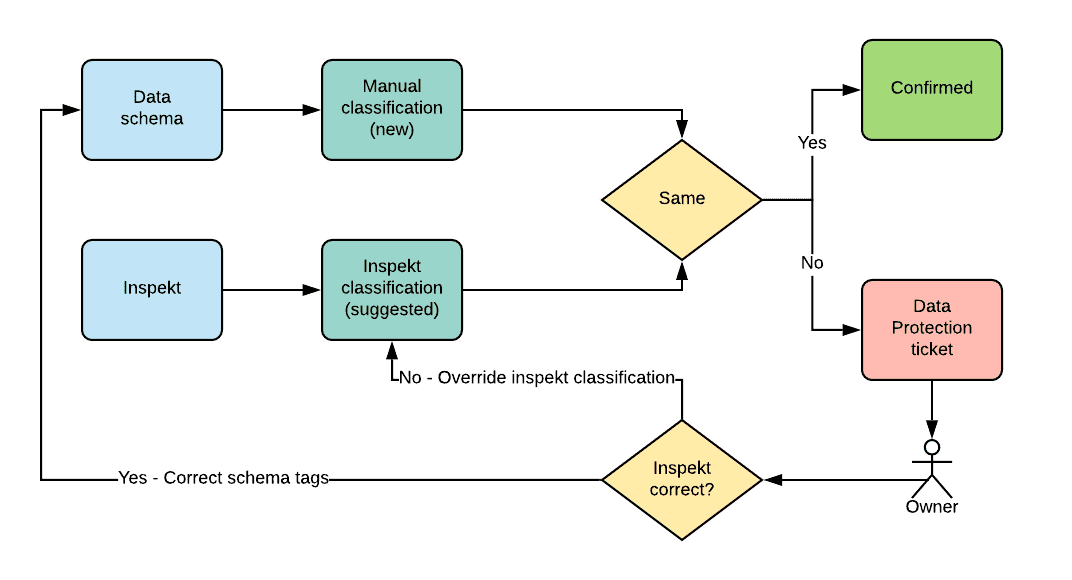 Data
schema
Manual
classification
(new)
Confirmed
Yes
Same
No
Inspekt
Inspekt
classification
(suggested)
Data
Protection
ticket
No - Override inspekt classification
Yes - Correct schema tags
Inspekt
correct?
Owner